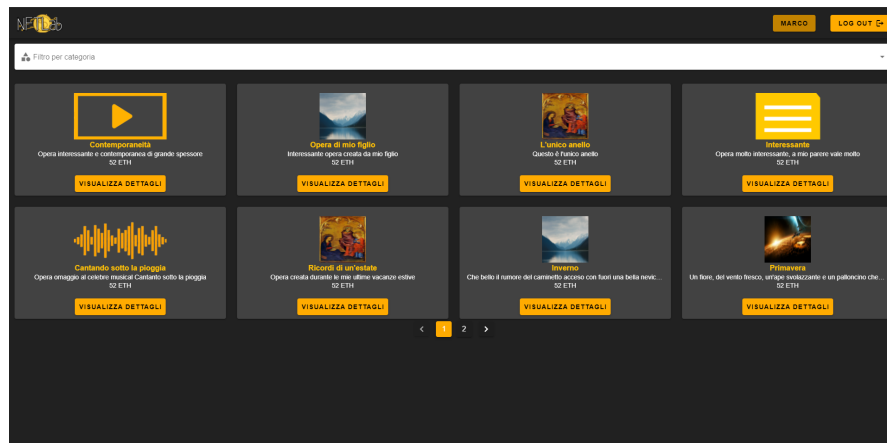 MARCO
LOG OUT
Filtro per categoria
Contemporaneità
Opera interessante e contemporanea di grande spessore
52 ETH
VISUALIZZA DETTAGLI
Opera di mio figlio
Interessante opera creata da mio figlio
52 ETH
VISUALIZZA DETTAGLI
L'unico anello
Questo è l'unico anello
52 ETH
VISUALIZZA DETTAGLI
Interessante
Opera molto interessante, a mio parere vale molto
52 ETH
VISUALIZZA DETTAGLI
Cantando sotto la pioggia
Opera omaggio al celebre musical Cantanto sotto la pioggia
52 ETH
VISUALIZZA DETTAGLI
Ricordi di un'estate
Opera creata durante le mie ultime vacanze estive
52 ETH
VISUALIZZA DETTAGLI
Inverno
Che bello il rumore del caminetto acceso con fuori una bella nevic...
52 ETH
VISUALIZZA DETTAGLI
Primavera
Un fiore, del vento fresco, un'ape svolazzante e un palloncino che...
52 ETH
VISUALIZZA DETTAGLI
1 2